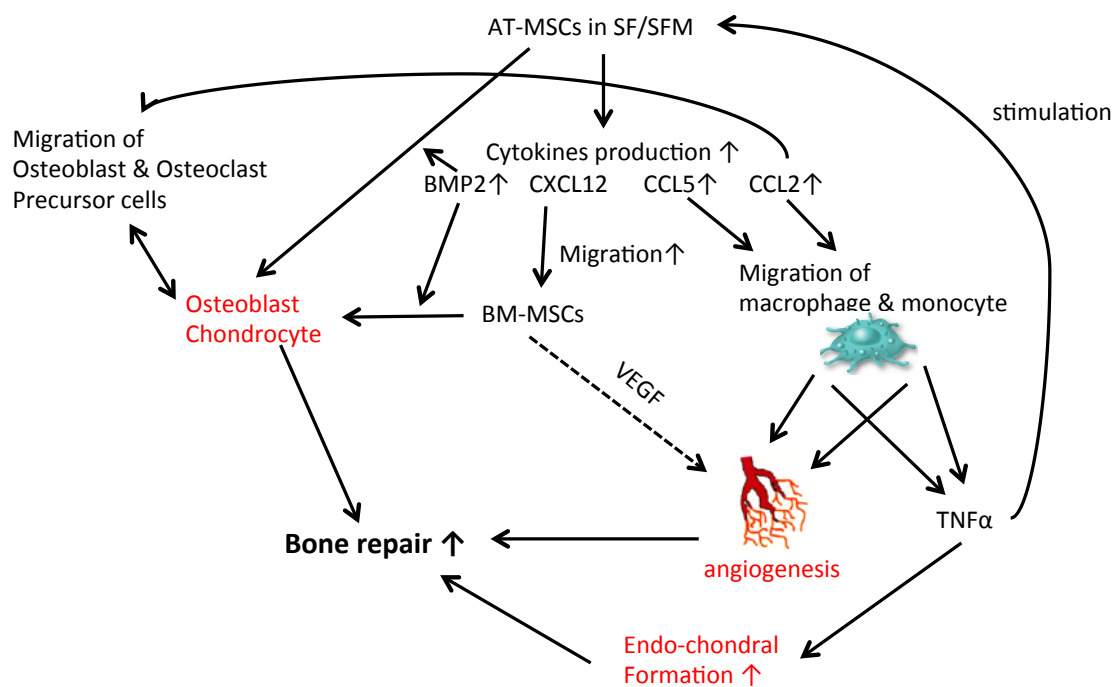 AT-MSCs in SF/SFM
stimulation
Migration of
Osteoblast & Osteoclast
Precursor cells
Cytokines production ↑
BMP2↑ CXCL12 CCL5↑ CCL2↑
Migration↑
Migration of
macrophage & monocyte
Osteoblast
Chondrocyte
BM-MSCs
VEGF
TNFα
Bone repair ↑
angiogenesis
Endo-chondral
Formation ↑